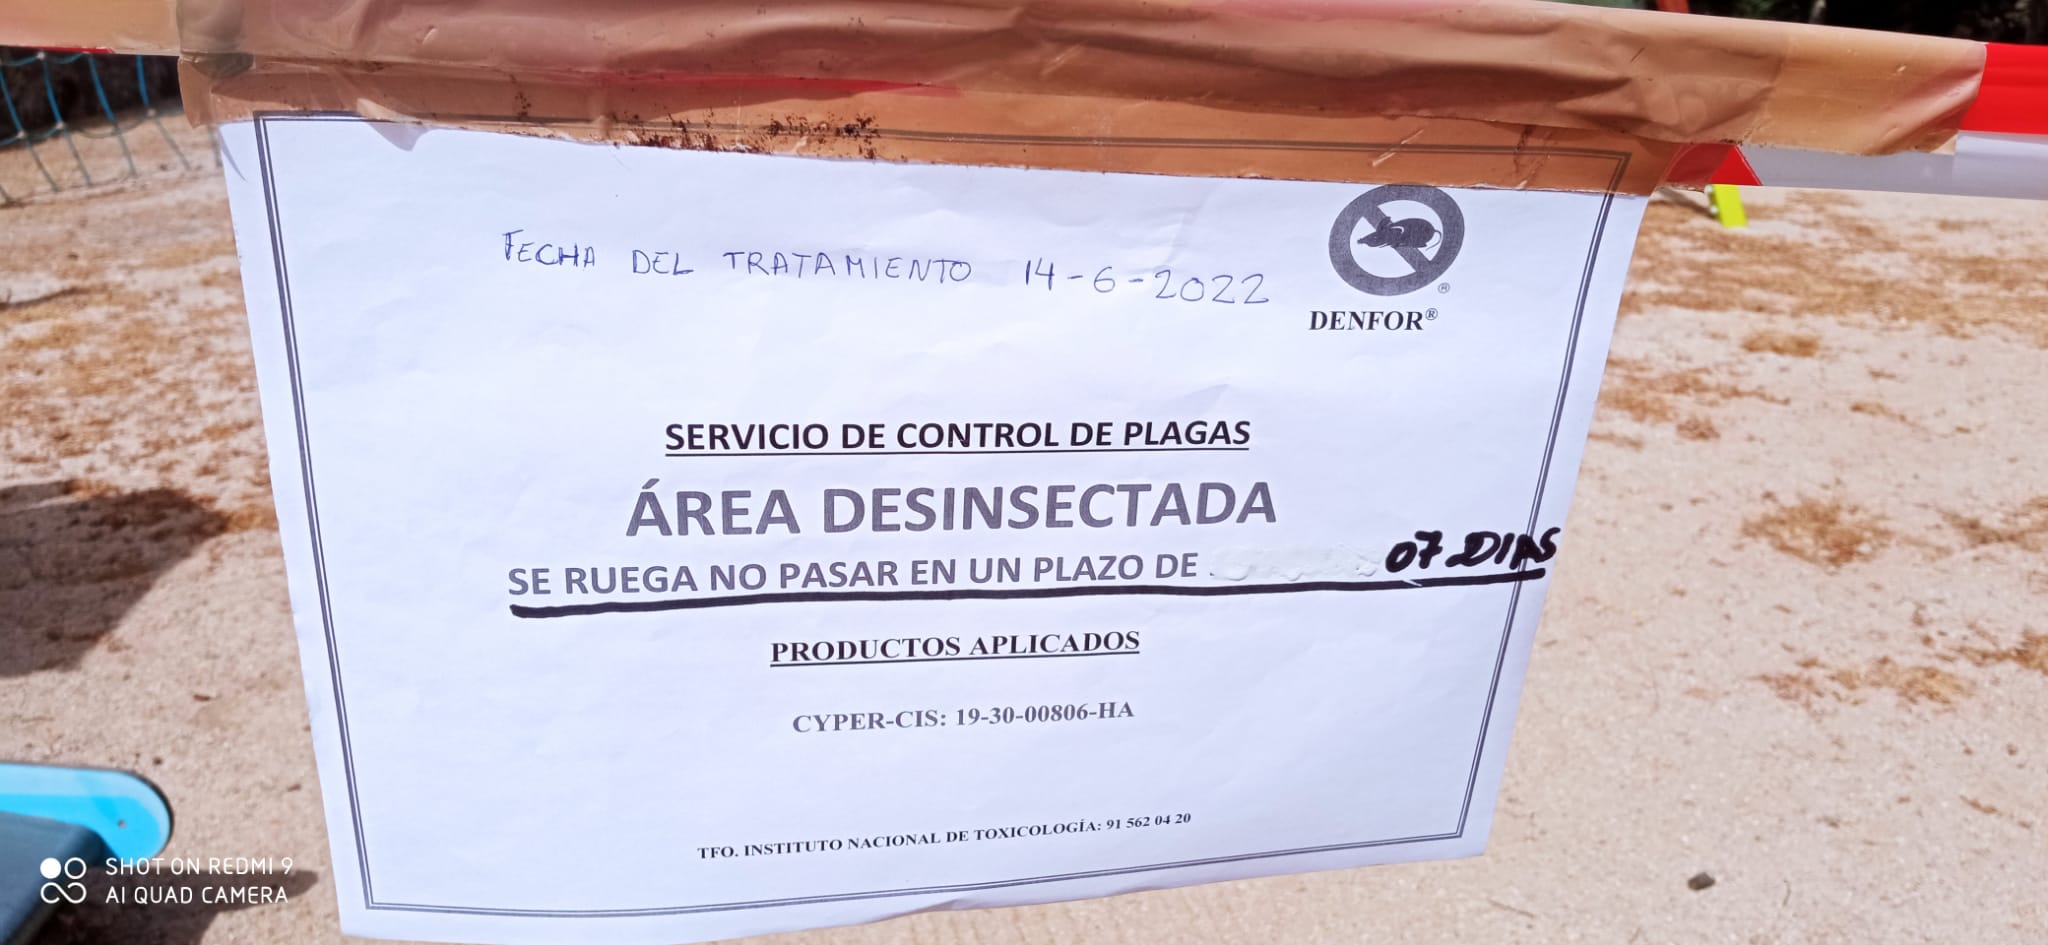 FECHA DEL TRATAMIENTO 14-6-2022
®
DENFOR®
SERVICIO DE CONTROL DE PLAGAS
ÁREA DESINSECTADA
SE RUEGA NO PASAR EN UN PLAZO DE 07 DIAS
PRODUCTOS APLICADOS
CYPER-CIS: 19-30-00806-HA
TFO. INSTITUTO NACIONAL DE TOXICOLOGÍA: 91 562 04 20
SHOT ON REDMI 9
AI QUAD CAMERA